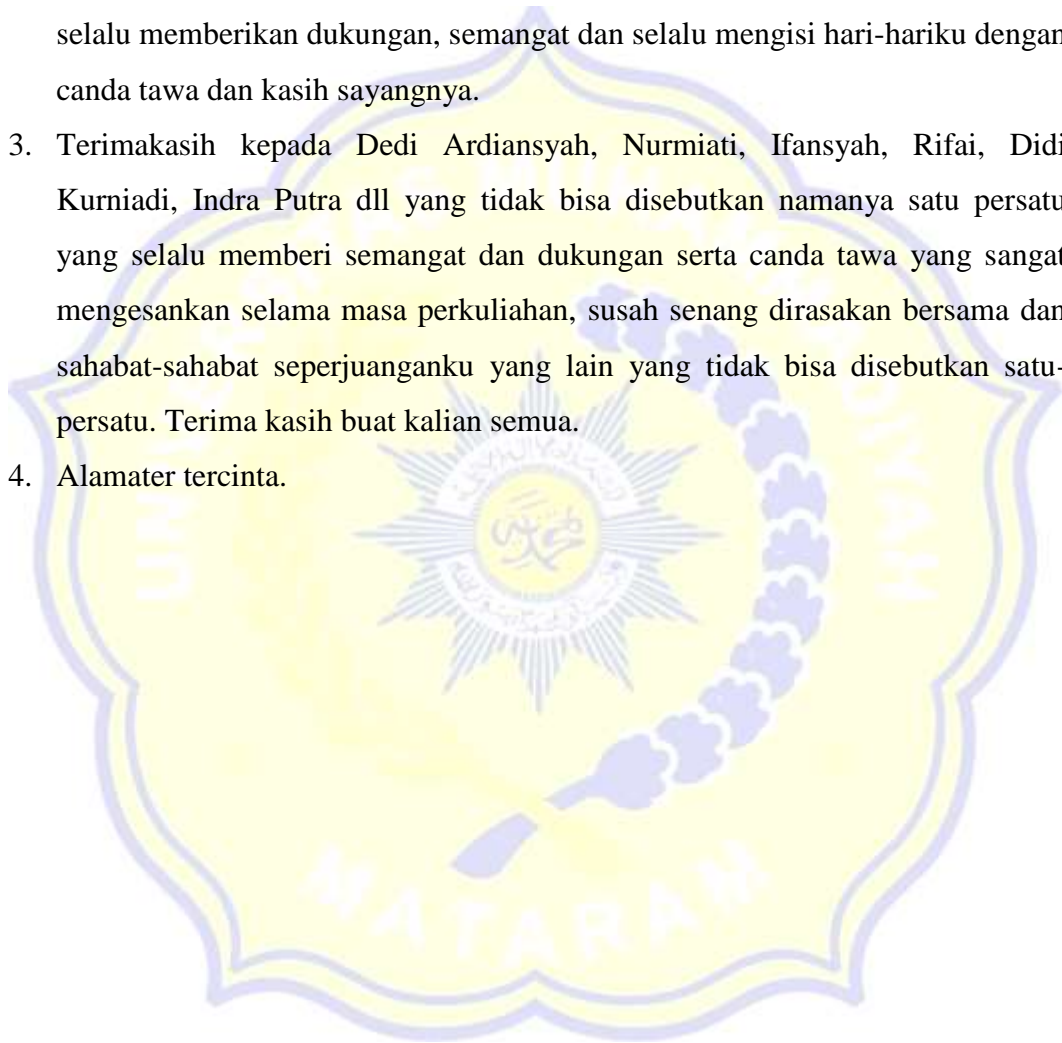 selalu memberikan dukungan, semangat dan selalu mengisi hari-hariku dengan
canda tawa dan kasih sayangnya.
3. Terimakasih kepada Dedi Ardiansyah, Nurmiati, Ifansyah, Rifai, Didi
Kurniadi, Indra Putra dll yang tidak bisa disebutkan namanya satu persatu
yang selalu memberi semangat dan dukungan serta canda tawa yang sangat
mengesankan selama masa perkuliahan, susah senang dirasakan bersama dan
sahabat-sahabat seperjuanganku yang lain yang tidak bisa disebutkan satu-
persatu. Terima kasih buat kalian semua.
4. Alamater tercinta.
UNIVERSITAS MUHAMMADIYAH
MATARAM